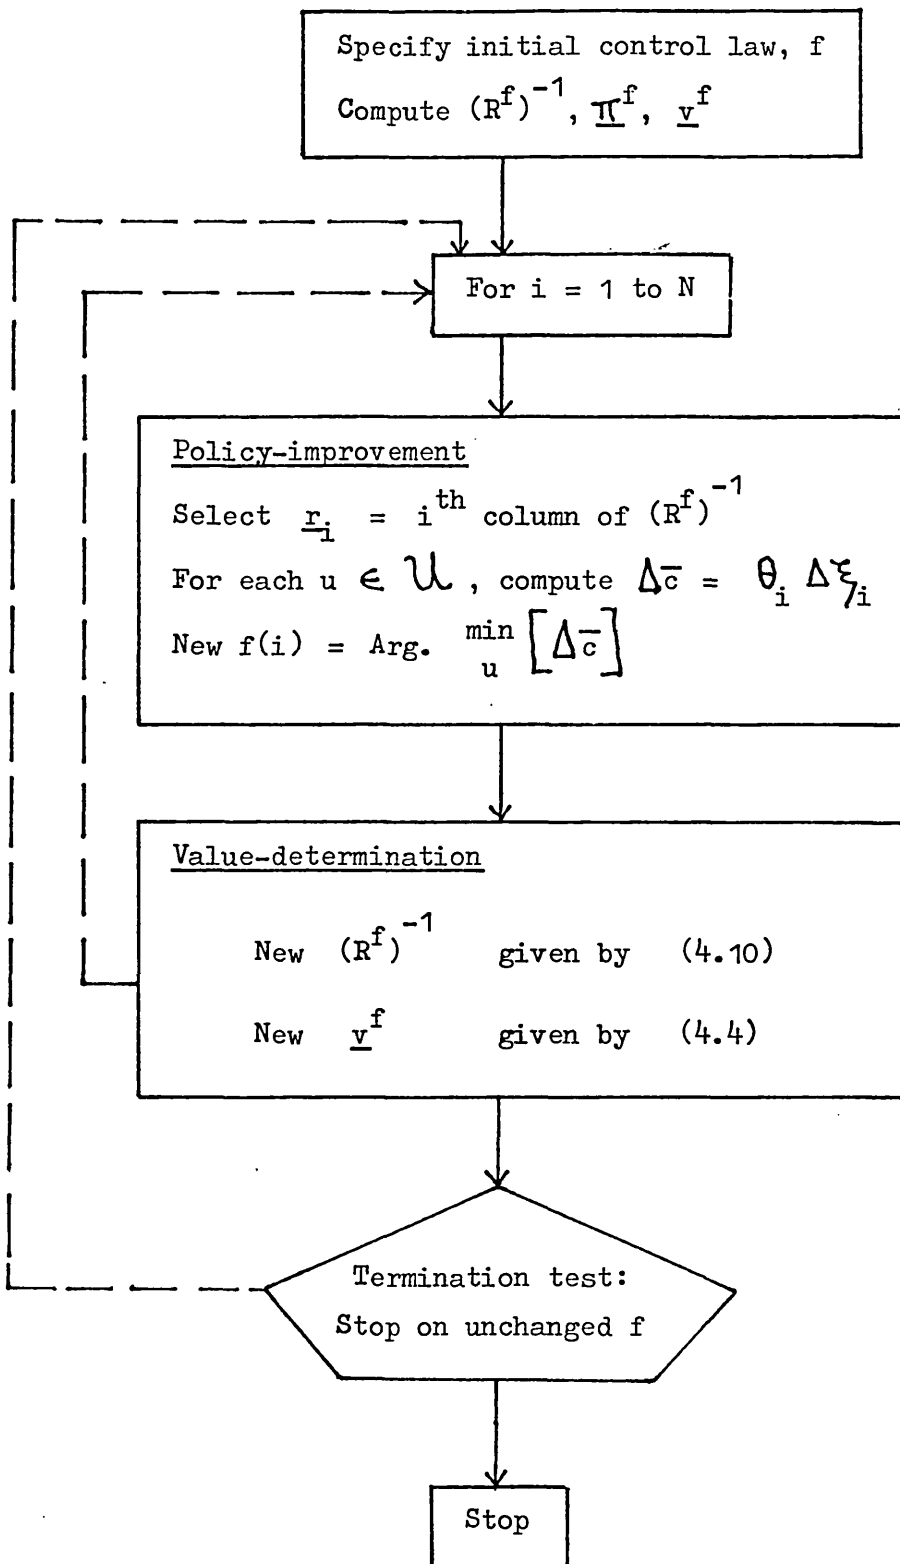 Specify initial control law, f
Compute (R^f)^-1, π^f, v^f
For i = 1 to N
Policy-improvement
Select r_i = i^th column of (R^f)^-1
For each u ∈ U, compute Δc̄ = θ_i Δξ_i
New f(i) = Arg. min_u [Δc̄]
Value-determination
New (R^f)^-1 given by (4.10)
New v^f given by (4.4)
Termination test:
Stop on unchanged f
Stop